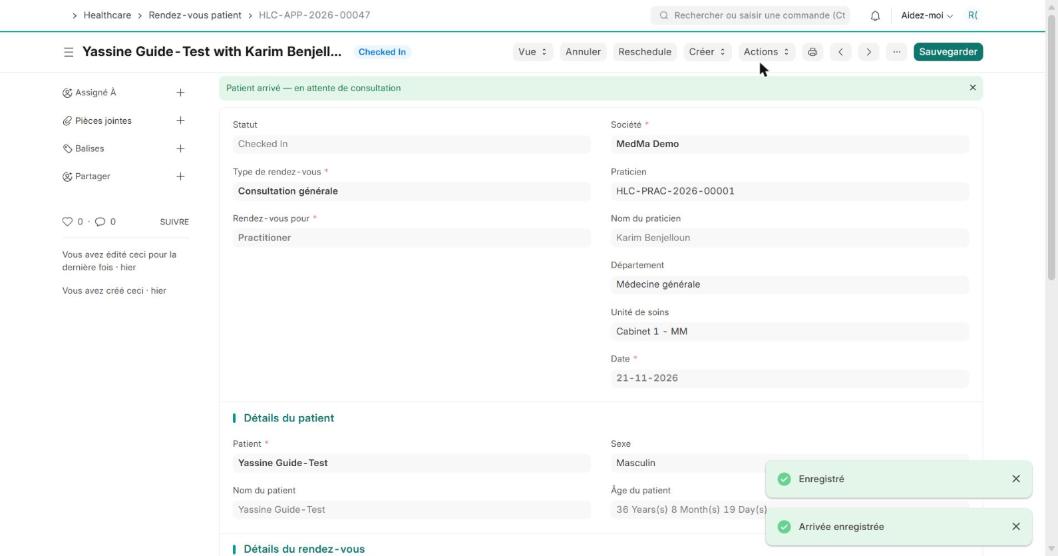 Healthcare > Rendez-vous patient > HLC-APP-2026-00047
Rechercher ou saisir une commande (Ct
Aidez-moi
R(
Yassine Guide-Test with Karim Benjell...
Checked In
Vue
Annuler
Reschedule
Créer
Actions
Sauvegarder
Assigné À
Pièces jointes
Balises
Partager
0 · 0
SUIVRE
Vous avez édité ceci pour la
dernière fois · hier
Vous avez créé ceci · hier
Patient arrivé — en attente de consultation
Statut
Checked In
Société *
MedMa Demo
Type de rendez-vous *
Consultation générale
Praticien
HLC-PRAC-2026-00001
Rendez-vous pour *
Practitioner
Nom du praticien
Karim Benjelloun
Département
Médecine générale
Unité de soins
Cabinet 1 - MM
Date *
21-11-2026
Détails du patient
Patient *
Yassine Guide-Test
Sexe
Masculin
Nom du patient
Yassine Guide-Test
Âge du patient
36 Years(s) 8 Month(s) 19 Day(s)
Détails du rendez-vous
Enregistré
Arrivée enregistrée